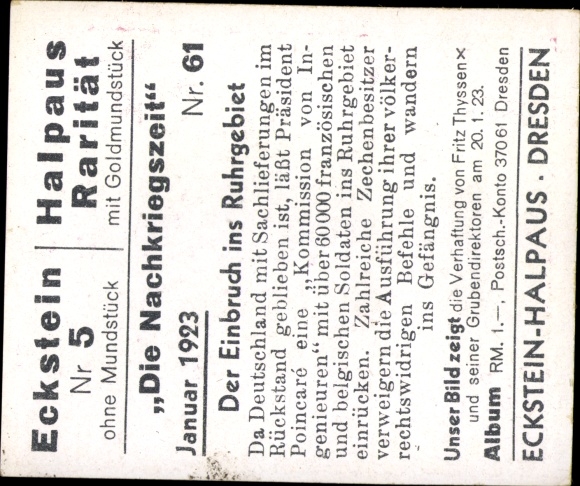 Eckstein
Nr 5
ohne Mundstück
Halpaus
Rarität
mit Goldmundstück
„Die Nachkriegszeit“
Januar 1923 Nr. 61
Der Einbruch ins Ruhrgebiet
Da Deutschland mit Sachlieferungen im
Rückstand geblieben ist, läßt Präsident
Poincaré eine „Kommission von In-
genieuren“ mit über 60000 französischen
und belgischen Soldaten ins Ruhrgebiet
einrücken. Zahlreiche Zechenbesitzer
verweigern die Ausführung ihrer völker-
rechtswidrigen Befehle und wandern
ins Gefängnis.
Unser Bild zeigt die Verhaftung von Fritz Thyssen ×
und seiner Grubendirektoren am 20. 1. 23.
Album RM. 1.—, Postsch.-Konto 37061 Dresden
ECKSTEIN-HALPAUS · DRESDEN